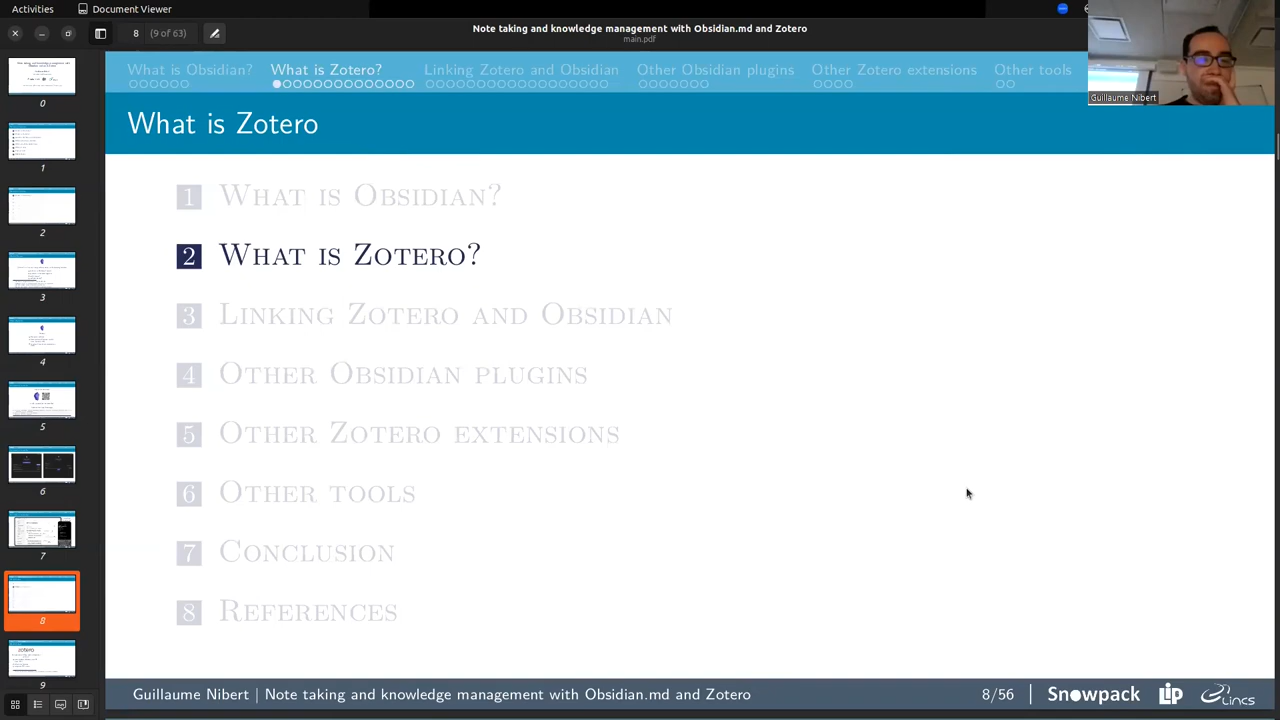 Activities
Document Viewer
8
(9 of 63)
Note taking and knowledge management with Obsidian.md and Zotero
main.pdf
What is Zotero?
Linking Zotero and Obsidian
Other Obsidian plugins
Other Zotero extensions
Other tools
Guillaume Nibert
What is Zotero
1 What is Obsidian?
2 What is Zotero?
3 Linking Zotero and Obsidian
4 Other Obsidian plugins
5 Other Zotero extensions
6 Other tools
7 Conclusion
8 References
0
1
2
3
4
5
6
7
8
zotero
9
Guillaume Nibert | Note taking and knowledge management with Obsidian.md and Zotero
8/56
Snowpack
LIP
Lincs